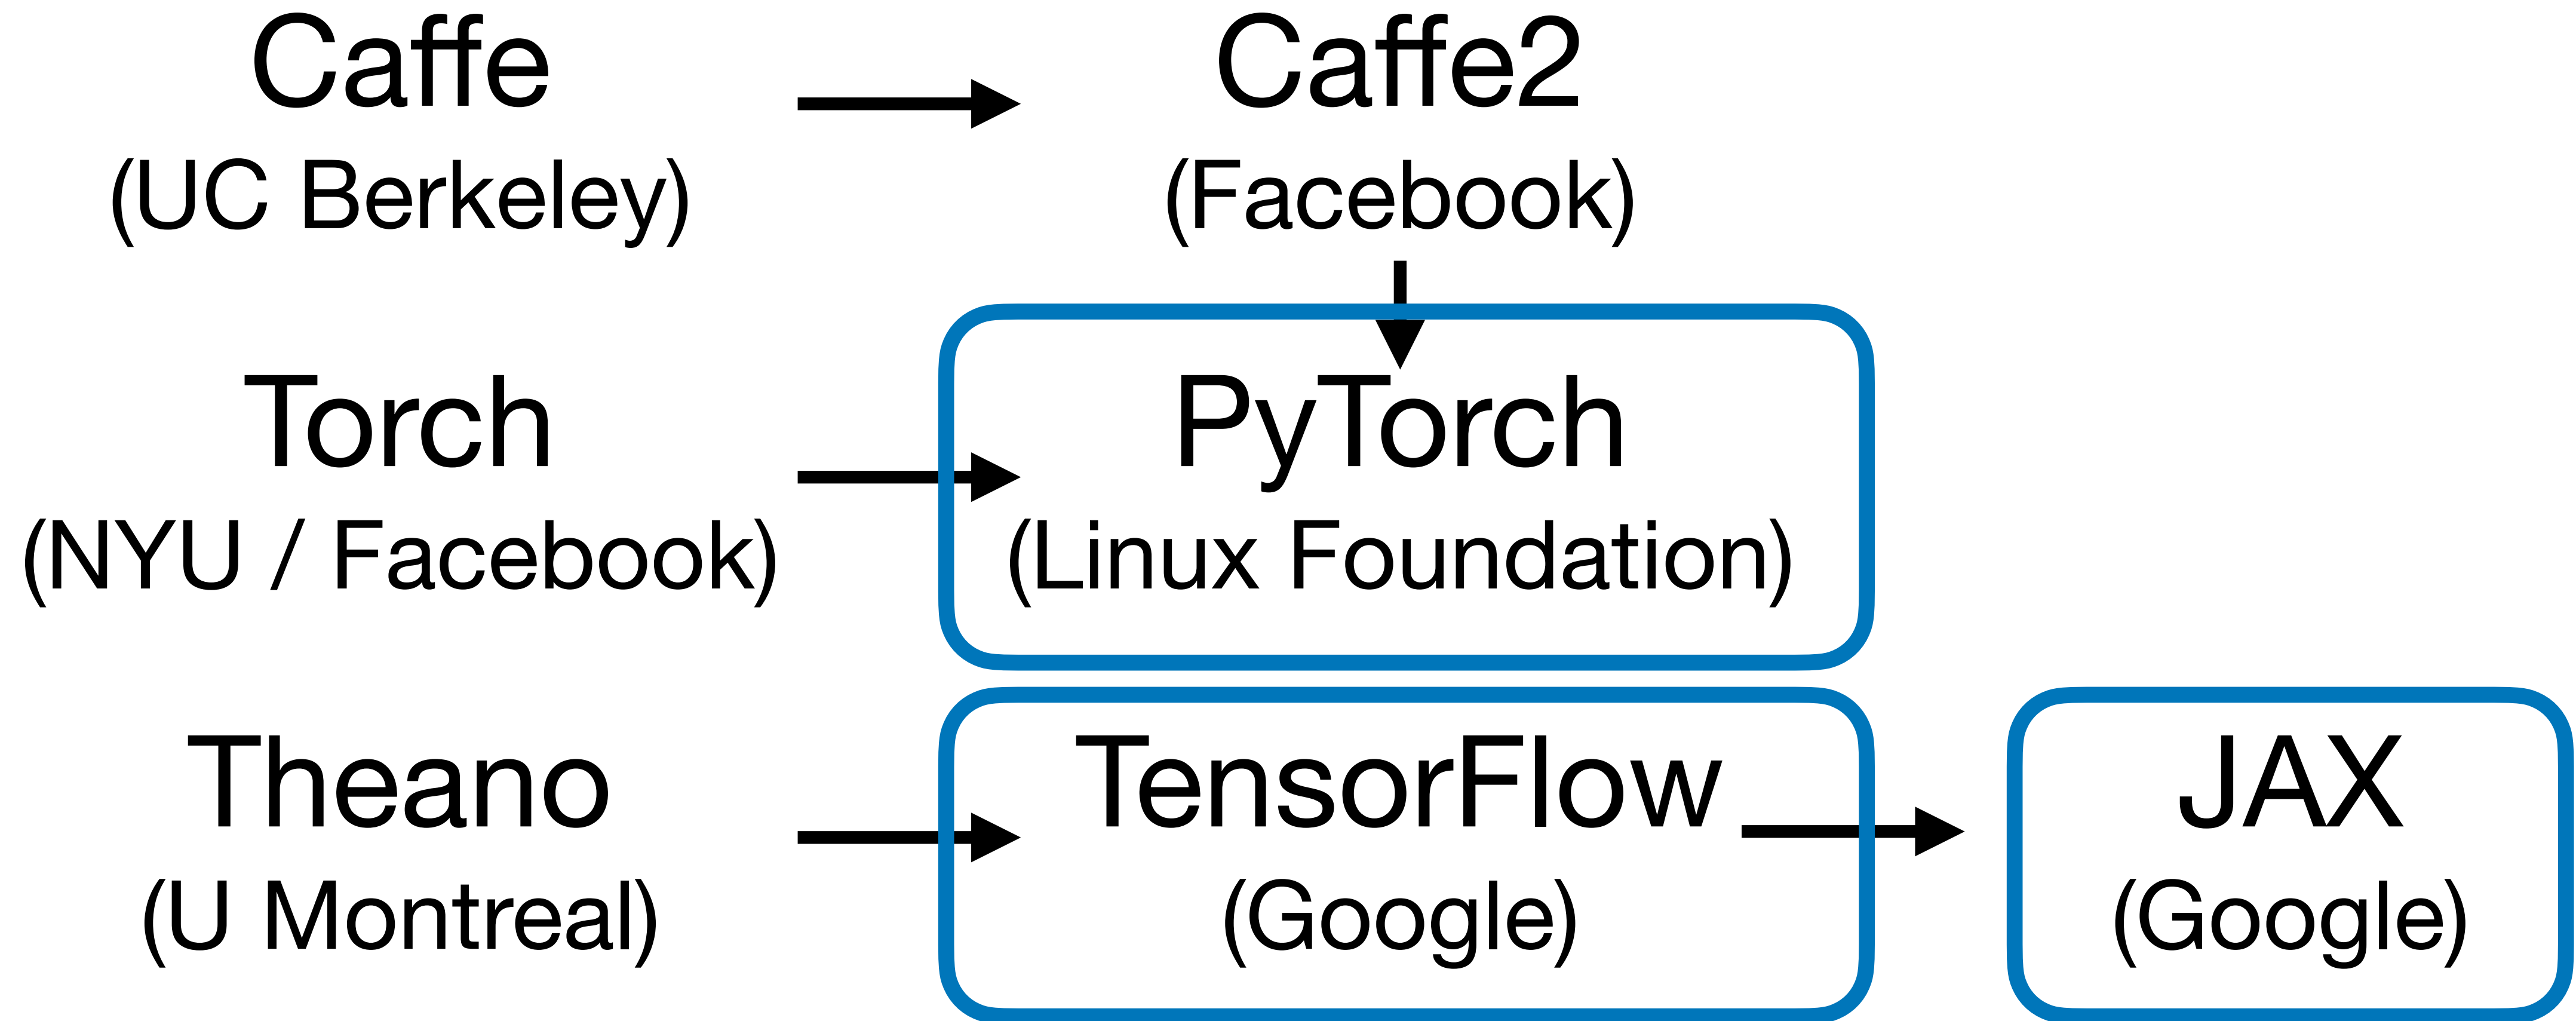 Caffe
(UC Berkeley)
Caffe2
(Facebook)
Torch
(NYU / Facebook)
PyTorch
(Linux Foundation)
Theano
(U Montreal)
TensorFlow
(Google)
JAX
(Google)